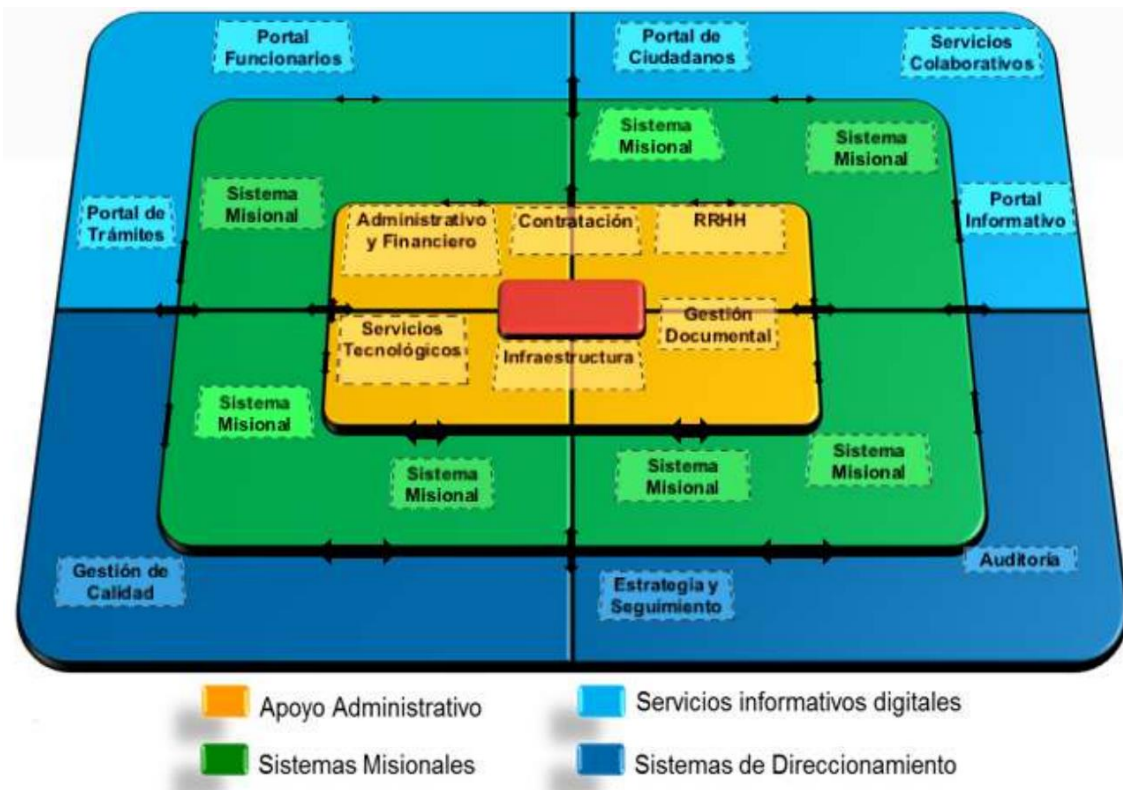 Portal
Funcionarios
Portal de
Ciudadanos
Servicios
Colaborativos
Sistema
Misional
Sistema
Misional
Sistema
Misional
Portal de
Trámites
Portal
Informativo
Administrativo
y Financiero
Contratación
RRHH
Servicios
Tecnológicos
Infraestructura
Gestión
Documental
Sistema
Misional
Sistema
Misional
Sistema
Misional
Sistema
Misional
Gestión de
Calidad
Estrategia y
Seguimiento
Auditoría
Apoyo Administrativo
Servicios informativos digitales
Sistemas Misionales
Sistemas de Direccionamiento